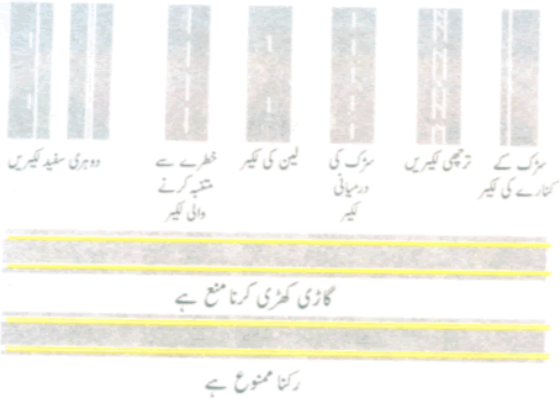 سڑک کے
کنارے کی لکیر
ترچھی لکیریں
سڑک کی
درمیانی
لکیر
لین کی لکیر
خطرے سے
متنبہ کرنے
والی لکیر
دوہری سفید لکیریں
گاڑی کھڑی کرنا منع ہے
رکنا ممنوع ہے